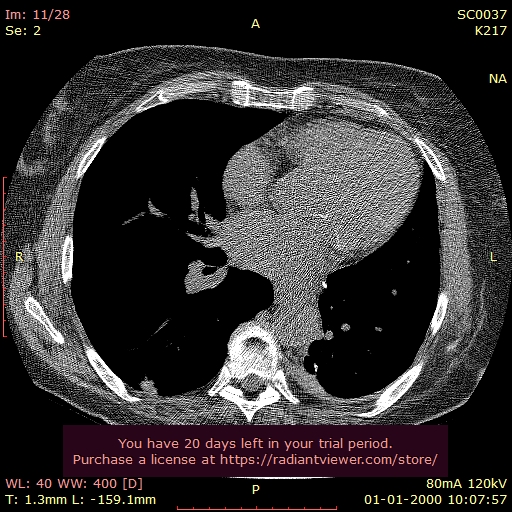 Im: 11/28
Se: 2
A
SC0037
K217
NA
R
L
You have 20 days left in your trial period.
Purchase a license at https://radiantviewer.com/store/
WL: 40 WW: 400 [D]
T: 1.3mm L: -159.1mm
P
80mA 120kV
01-01-2000 10:07:57